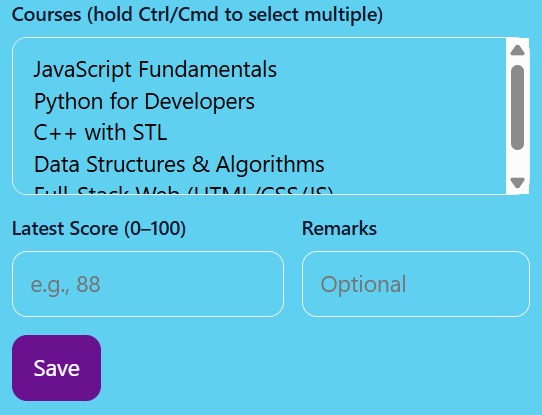 Courses (hold Ctrl/Cmd to select multiple)
JavaScript Fundamentals
Python for Developers
C++ with STL
Data Structures & Algorithms
Full-Stack Web (HTML/CSS/JS)
Latest Score (0–100)
Remarks
e.g., 88
Optional
Save